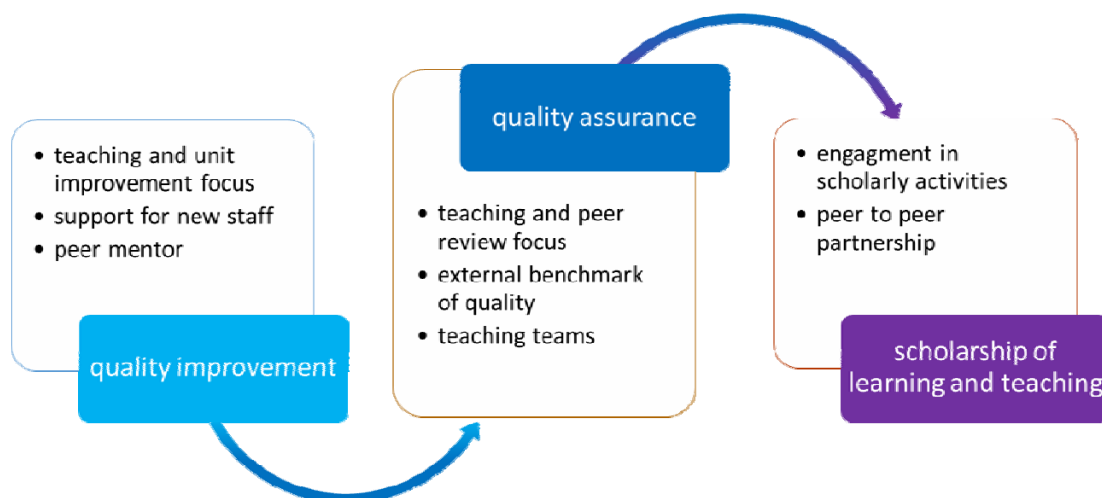 • teaching and unit
improvement focus
• support for new staff
• peer mentor
quality improvement
quality assurance
• teaching and peer
review focus
• external benchmark
of quality
• teaching teams
• engagment in
scholarly activities
• peer to peer
partnership
scholarship of
learning and teaching